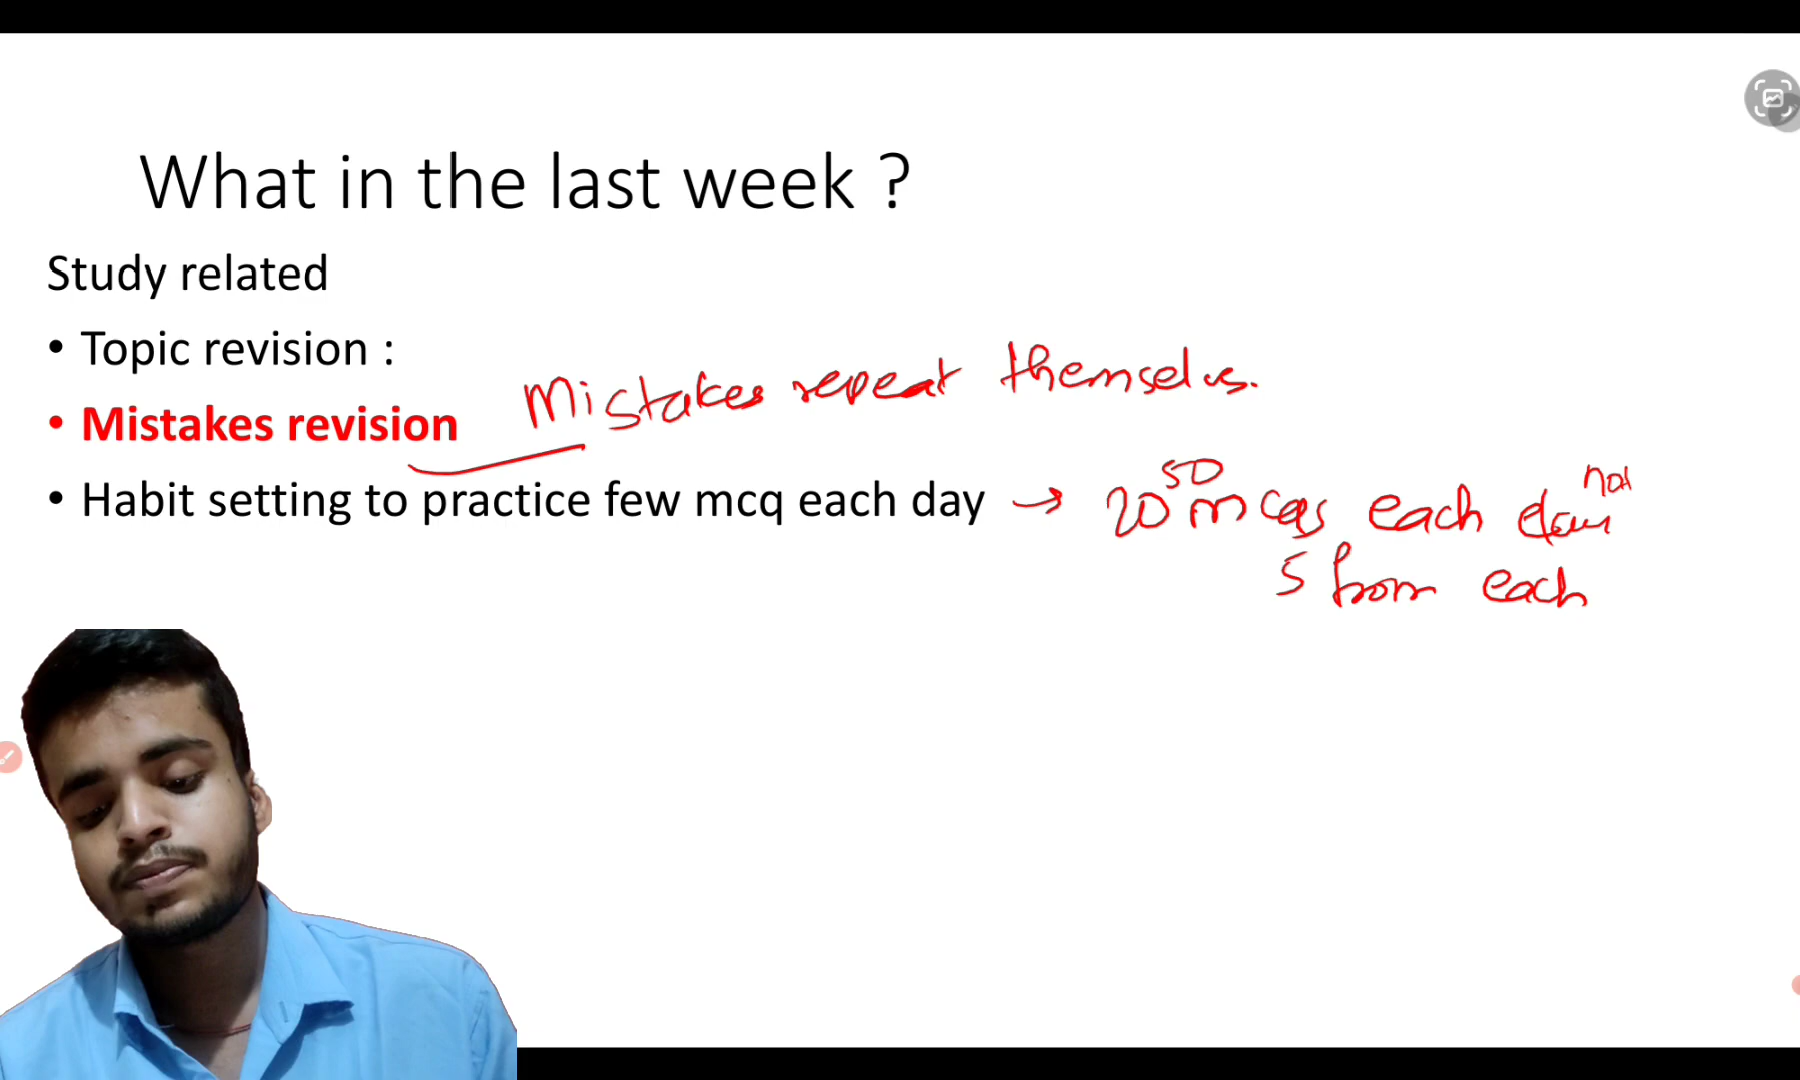 What in the last week ?
Study related
• Topic revision :
Mistakes repeat themselves.
• Mistakes revision
• Habit setting to practice few mcq each day → 20 mcqs each
50
5 from each